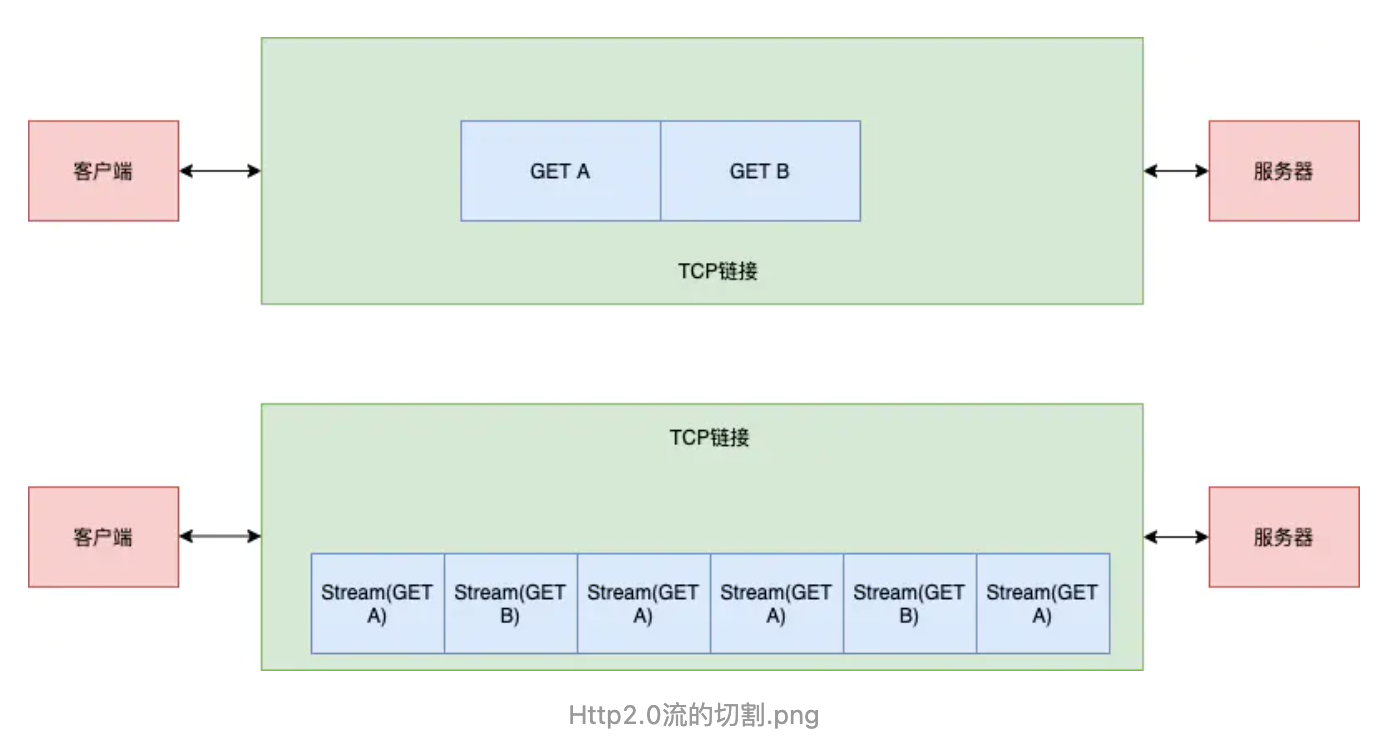 客户端
GET A
GET B
服务器
TCP链接
TCP链接
客户端
Stream(GET
A)
Stream(GET
B)
Stream(GET
A)
Stream(GET
A)
Stream(GET
B)
Stream(GET
A)
服务器
Http2.0流的切割.png